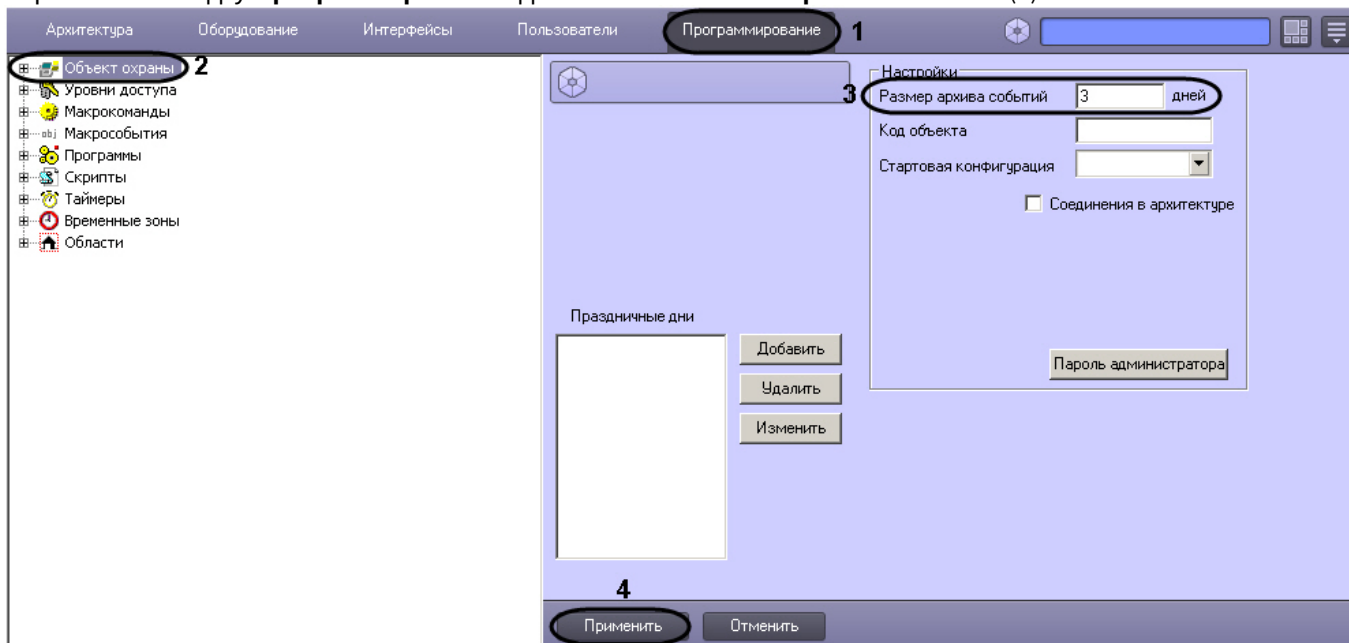 Архитектура Оборудование Интерфейсы Пользователи Программирование 1
Объект охраны 2
Уровни доступа
Макрокоманды
obj Макрособытия
Программы
Скрипты
Таймеры
Временные зоны
Области
Настройки
3 Размер архива событий 3 дней
Код объекта
Стартовая конфигурация
Соединения в архитектуре
Пароль администратора
Праздничные дни
Добавить
Удалить
Изменить
4
Применить Отменить